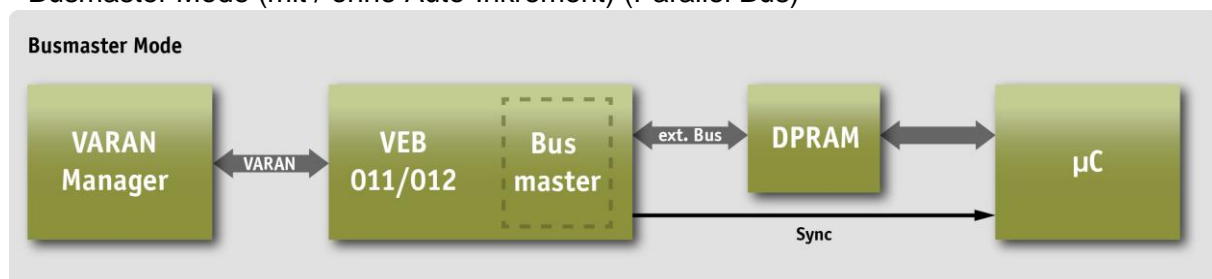 Busmaster Mode (mit / ohne Auto-Inkrement) (Parallel Bus)
Busmaster Mode
VARAN
Manager
VARAN
VEB
011/012
Bus
master
ext. Bus
DPRAM
µC
Sync